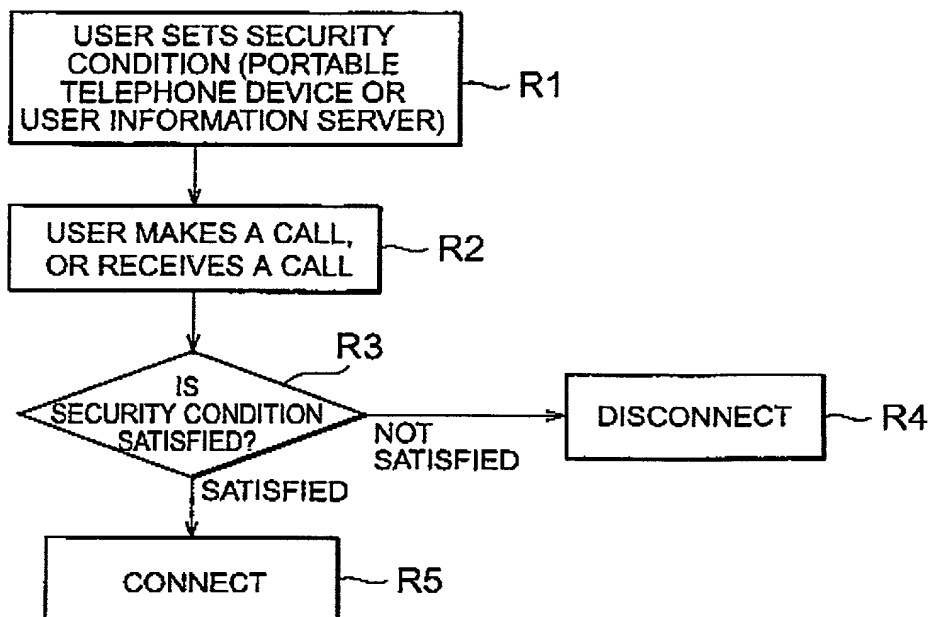 USER SETS SECURITY
CONDITION (PORTABLE
TELEPHONE DEVICE OR
USER INFORMATION SERVER)
R1
USER MAKES A CALL,
OR RECEIVES A CALL
R2
R3
IS
SECURITY CONDITION
SATISFIED?
NOT
SATISFIED
DISCONNECT
R4
SATISFIED
CONNECT
R5